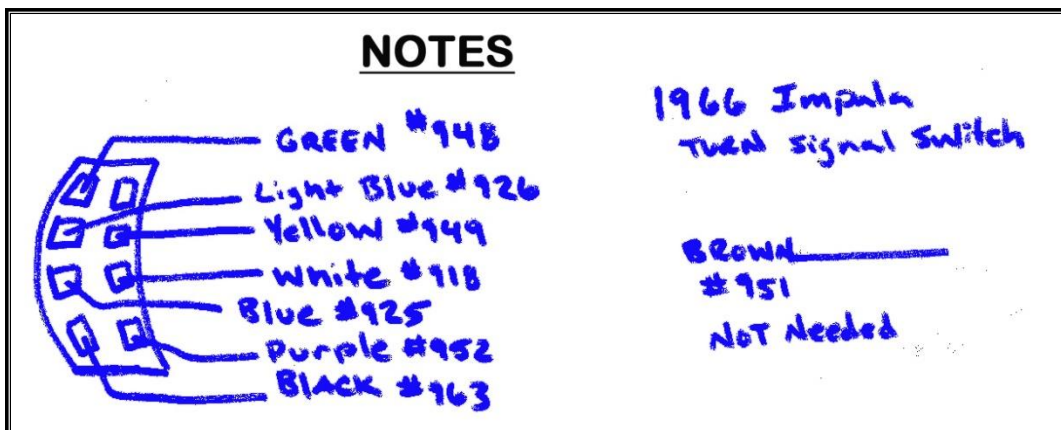 NOTES
GREEN #948
Light Blue #926
Yellow #949
White #918
Blue #925
Purple #952
BLACK #963
1966 Impala
TURN Signal Switch
BROWN
#951
NOT Needed